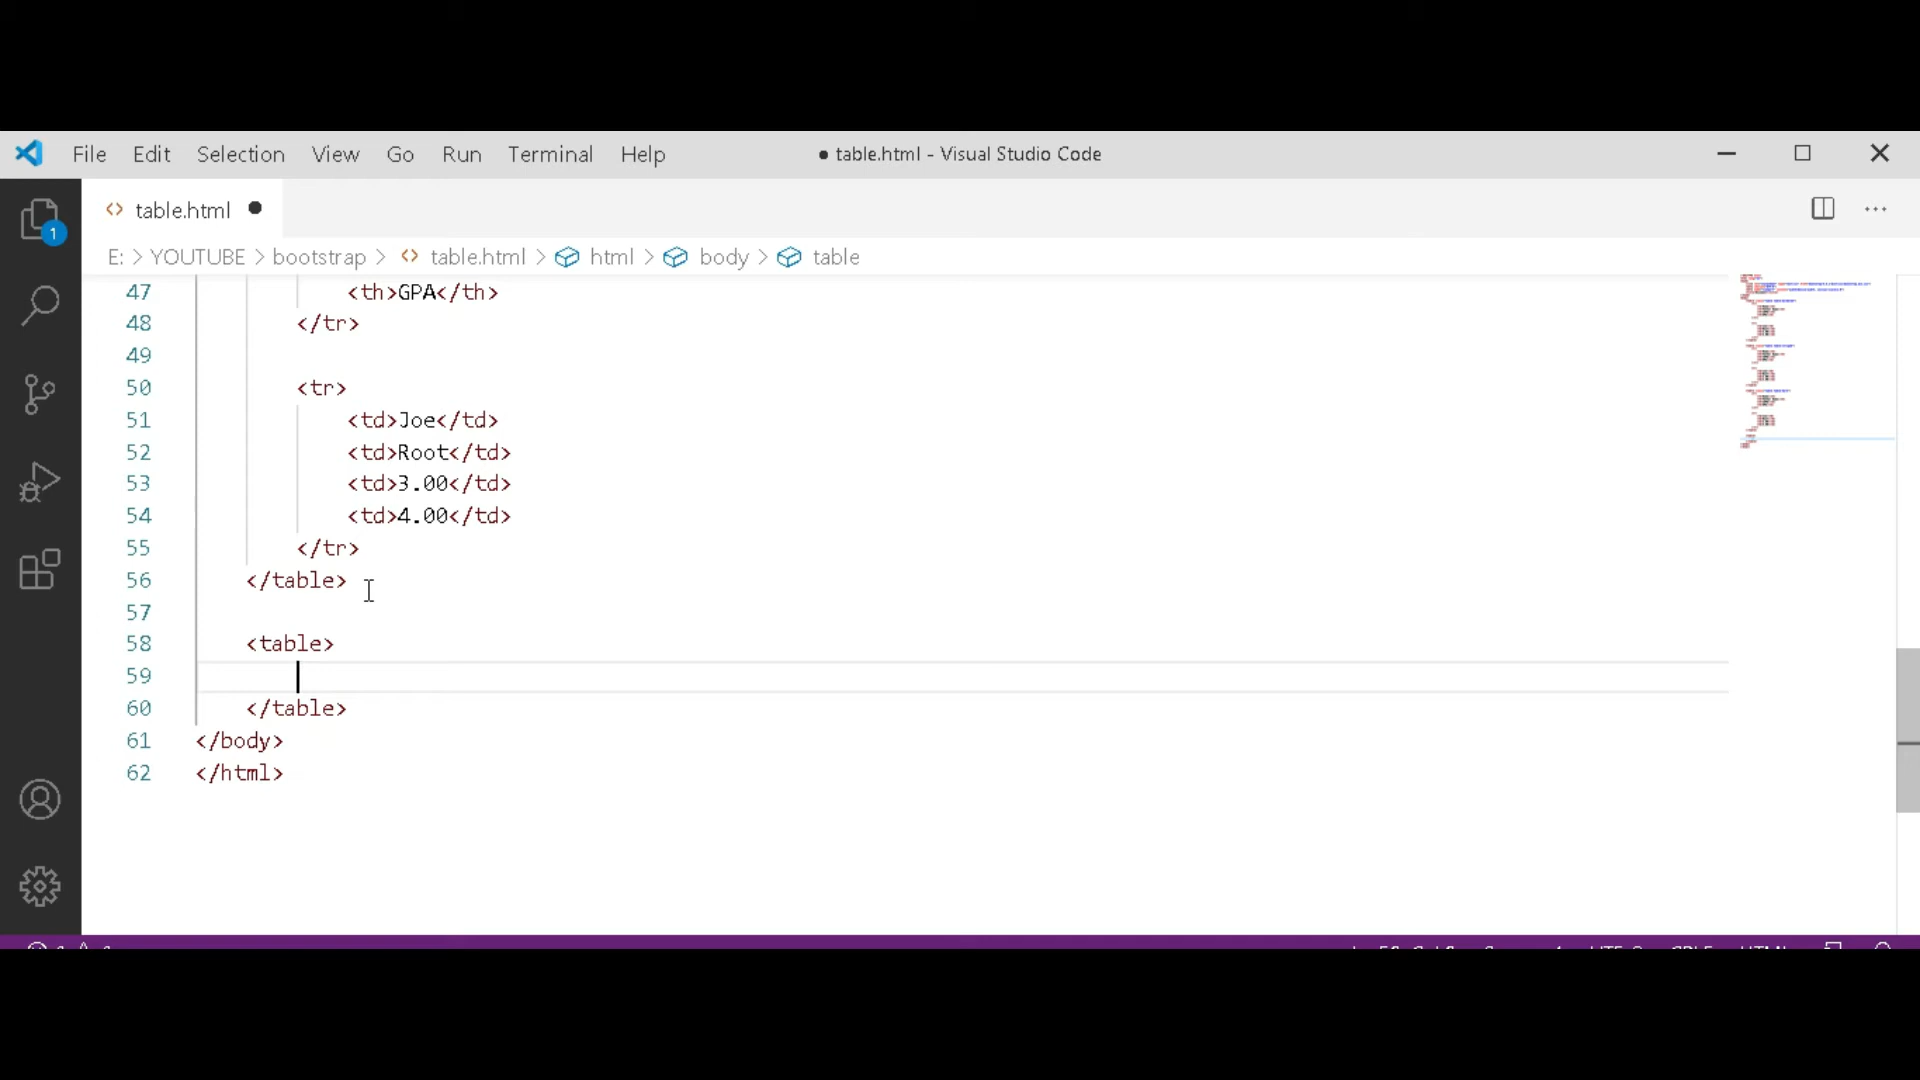 File Edit Selection View Go Run Terminal Help ● table.html - Visual Studio Code
<> table.html ●
1
E: > YOUTUBE > bootstrap > <> table.html > html > body > table
47 <th>GPA</th>
48 </tr>
49
50 <tr>
51 <td>Joe</td>
52 <td>Root</td>
53 <td>3.00</td>
54 <td>4.00</td>
55 </tr>
56 </table>
57
58 <table>
59
60 </table>
61 </body>
62 </html>